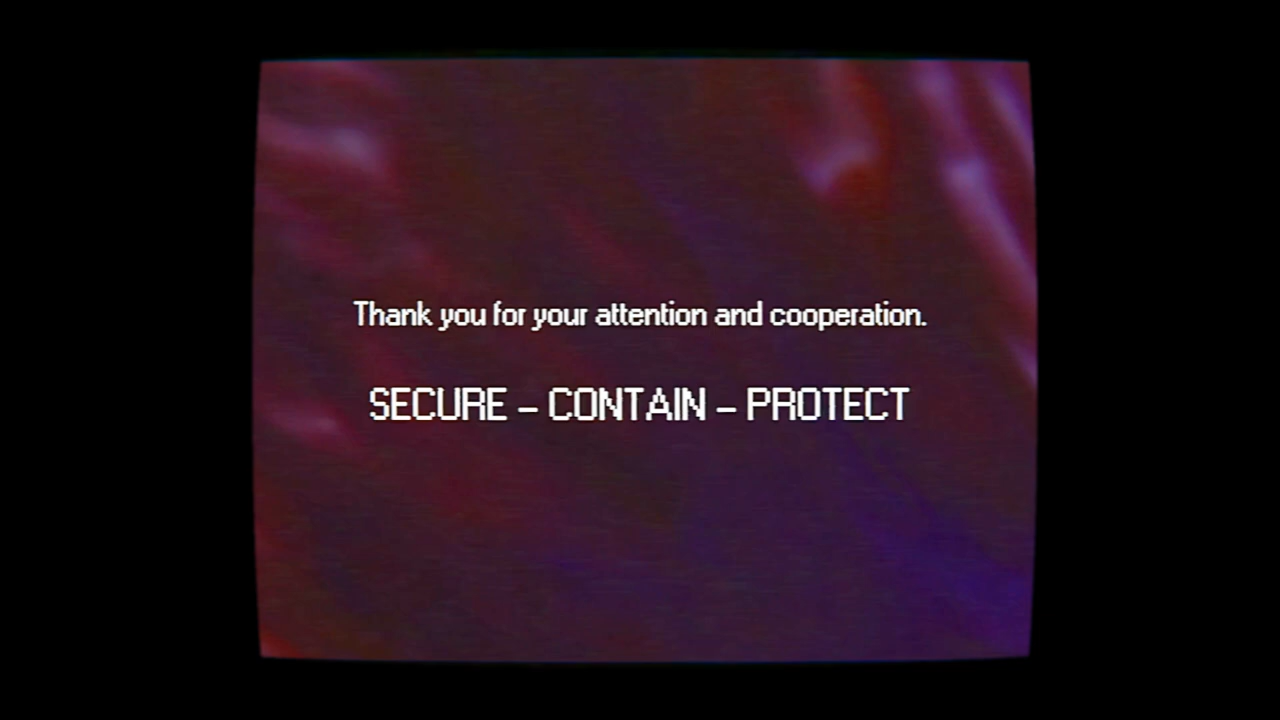 Thank you for your attention and cooperation.
SECURE – CONTAIN – PROTECT